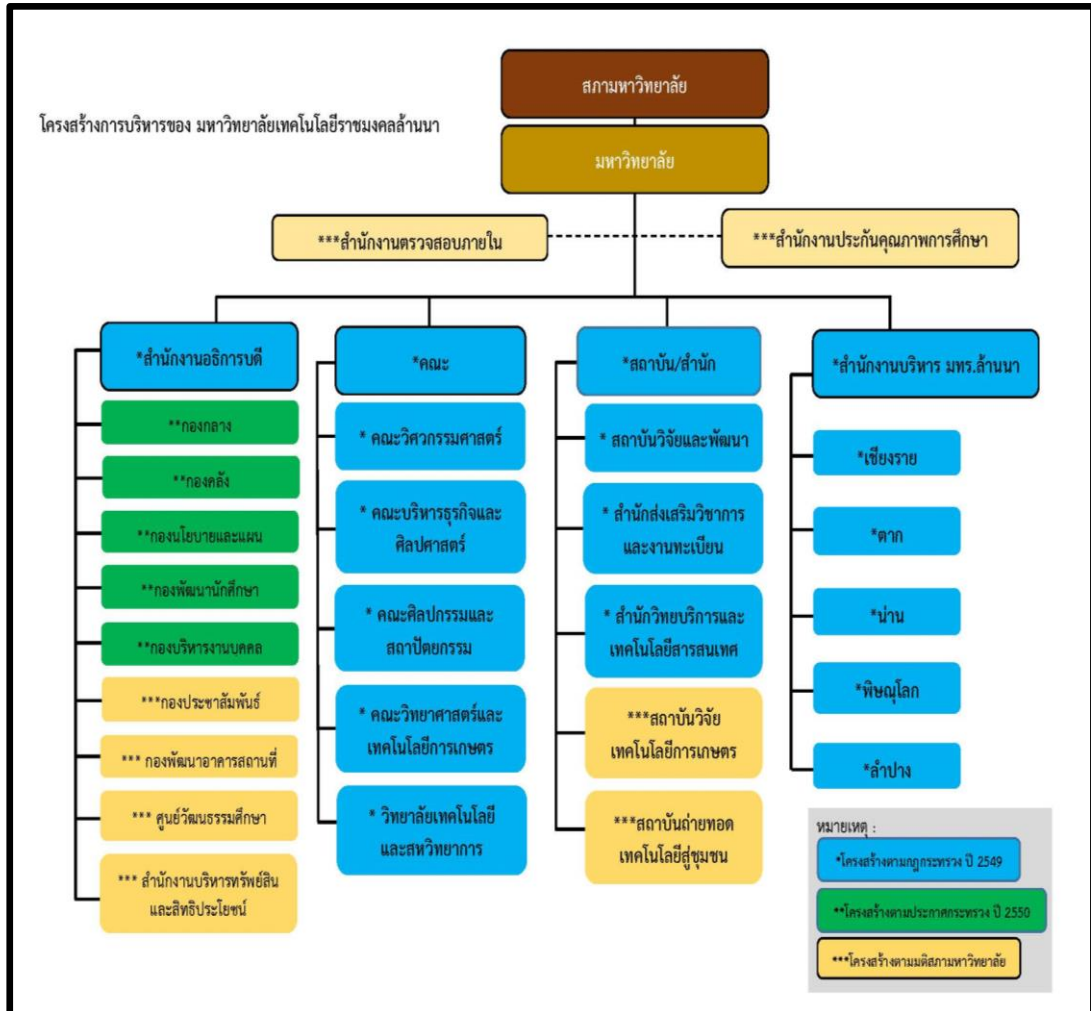 สภามหาวิทยาลัย
โครงสร้างการบริหารของ มหาวิทยาลัยเทคโนโลยีราชมงคลล้านนา
มหาวิทยาลัย
***สำนักงานตรวจสอบภายใน
***สำนักงานประกันคุณภาพการศึกษา
*สำนักงานอธิการบดี
**กองกลาง
**กองคลัง
**กองนโยบายและแผน
**กองพัฒนานักศึกษา
**กองบริหารงานบุคคล
***กองประชาสัมพันธ์
*** กองพัฒนาอาคารสถานที่
*** ศูนย์วัฒนธรรมศึกษา
*** สำนักงานบริหารทรัพย์สิน
และสิทธิประโยชน์
*คณะ
* คณะวิศวกรรมศาสตร์
* คณะบริหารธุรกิจและ
ศิลปศาสตร์
* คณะศิลปกรรมและ
สถาปัตยกรรม
* คณะวิทยาศาสตร์และ
เทคโนโลยีการเกษตร
* วิทยาลัยเทคโนโลยี
และสหวิทยาการ
*สถาบัน/สำนัก
* สถาบันวิจัยและพัฒนา
* สำนักส่งเสริมวิชาการ
และงานทะเบียน
* สำนักวิทยบริการและ
เทคโนโลยีสารสนเทศ
***สถาบันวิจัย
เทคโนโลยีการเกษตร
***สถาบันถ่ายทอด
เทคโนโลยีสู่ชุมชน
*สำนักงานบริหาร มทร.ล้านนา
*เชียงราย
*ตาก
*น่าน
*พิษณุโลก
*ลำปาง
หมายเหตุ :
*โครงสร้างตามกฎกระทรวง ปี 2549
**โครงสร้างตามประกาศกระทรวง ปี 2550
***โครงสร้างตามมติสภามหาวิทยาลัย